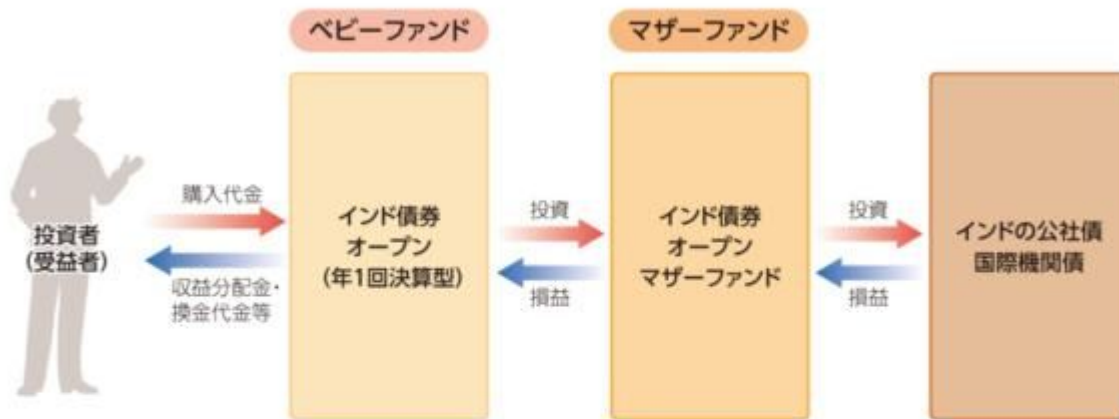 ベビーファンド
マザーファンド
購入代金
投資者
(受益者)
収益分配金・
換金代金等
インド債券
オープン
(年1回決算型)
投資
損益
インド債券
オープン
マザーファンド
投資
損益
インドの公社債
国際機関債